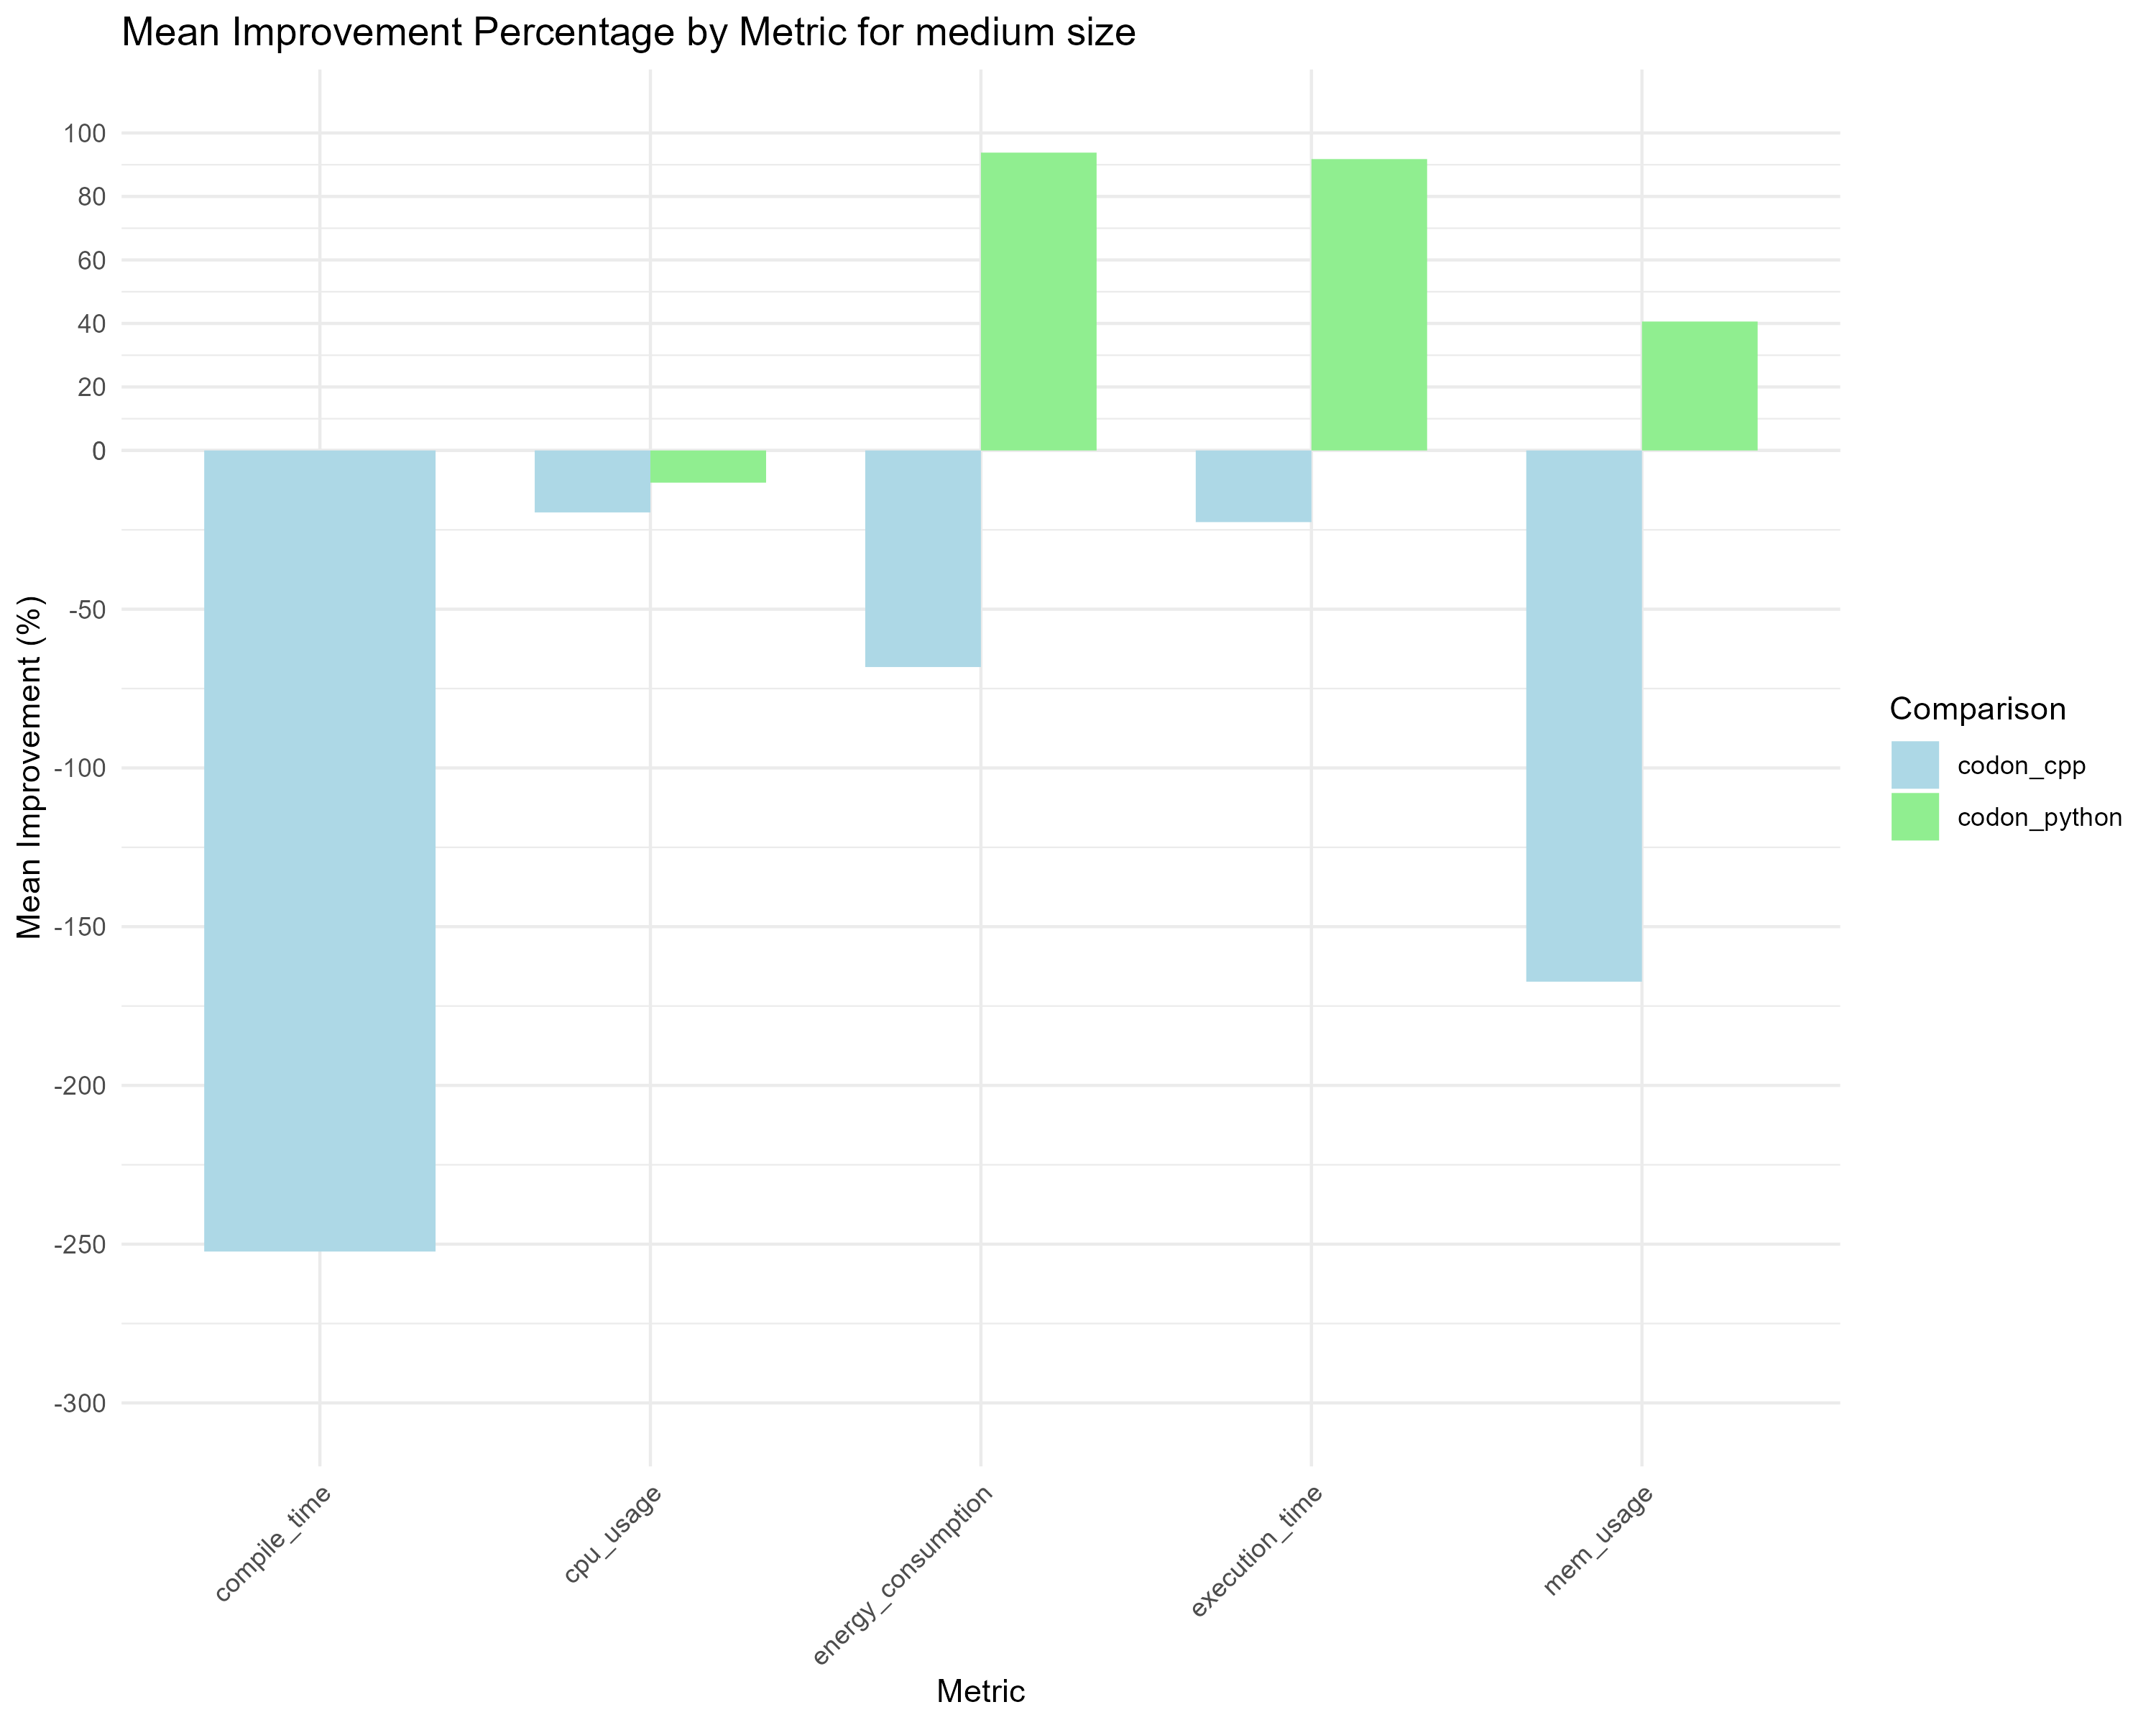 Mean Improvement Percentage by Metric for medium size
100
80
60
40
20
0
-50
-100
-150
-200
-250
-300
Mean Improvement (%)
compile_time
cpu_usage
energy_consumption
execution_time
mem_usage
Metric
Comparison
codon_cpp
codon_python